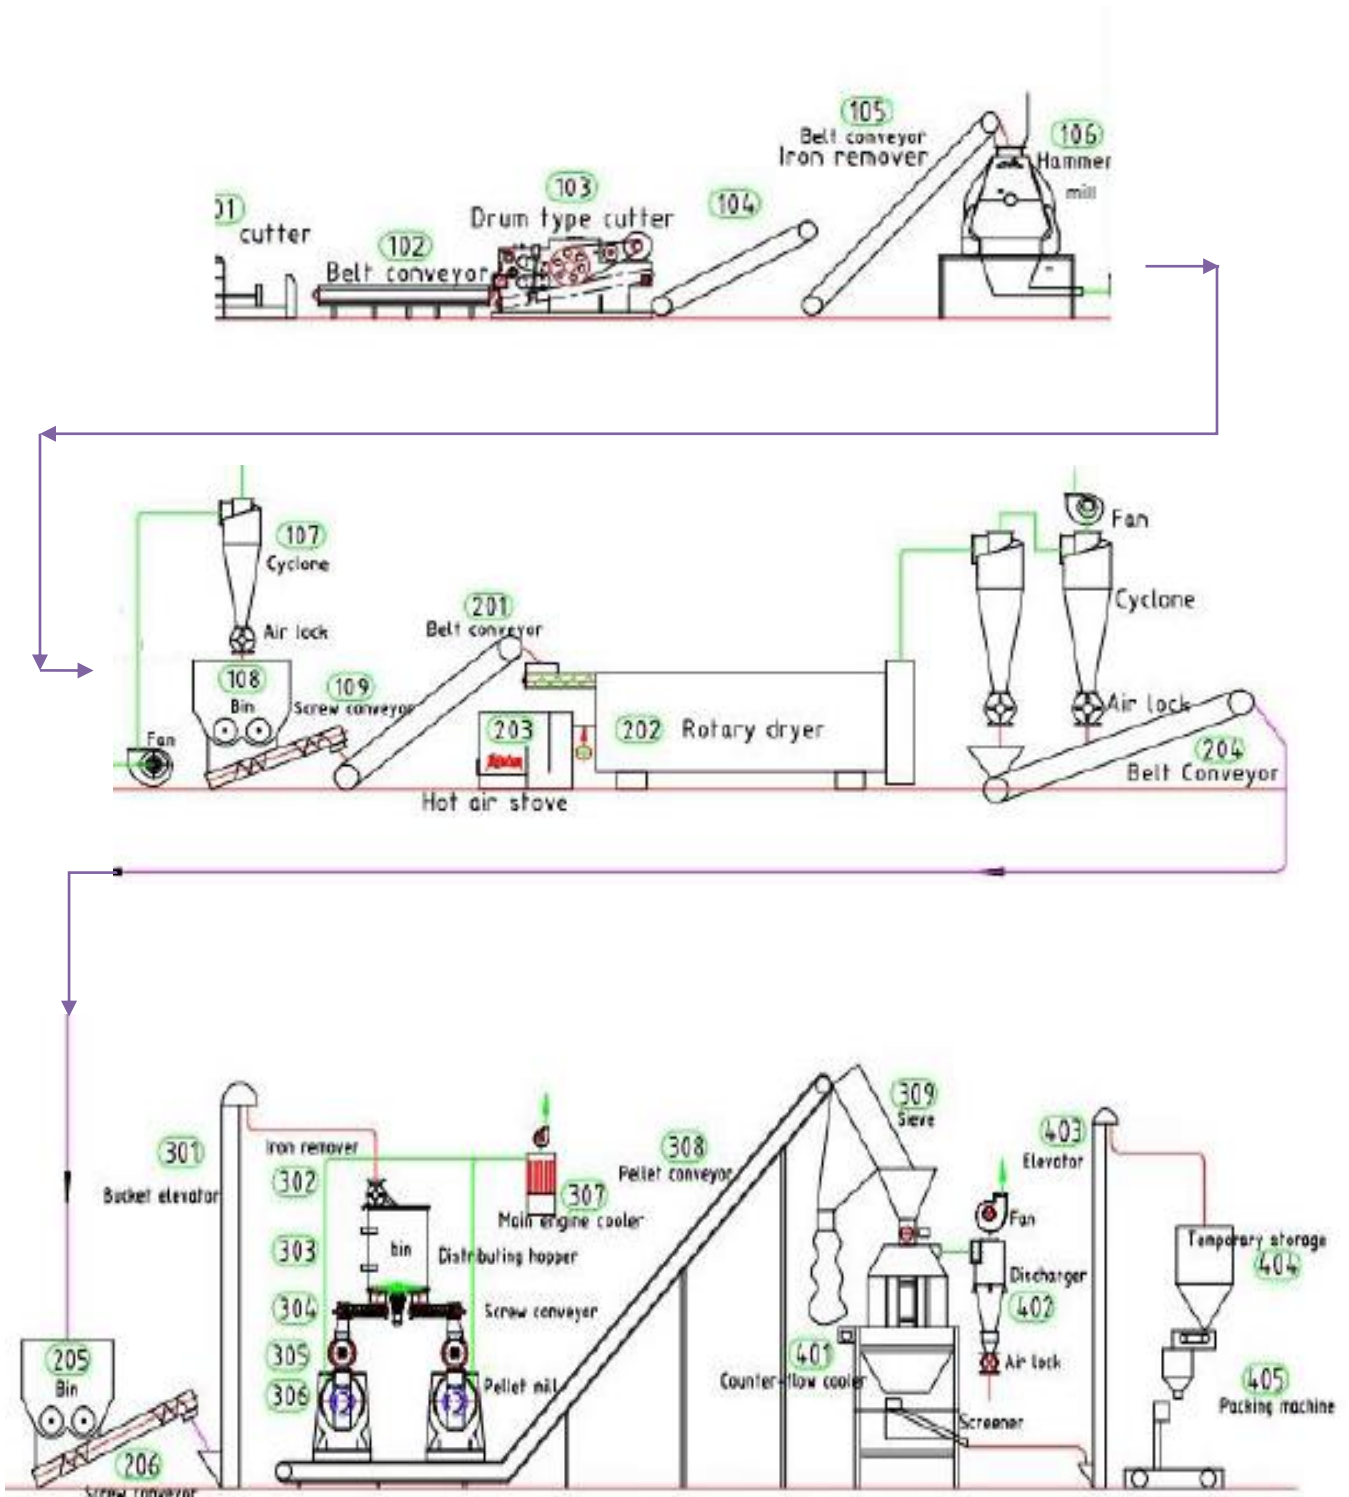 105
Belt conveyor
Iron remover
106
Hammer
mill
103
Drum type cutter
104
01
cutter
102
Belt conveyor
Fan
107
Cyclone
201
Belt conveyor
Cyclone
Air lock
108
Bin
109
Screw conveyor
Fan
203
202
Rotary dryer
Air lock
204
Belt Conveyor
Hot air stove
309
Sieve
301
Bucket elevator
Iron remover
302
308
Pellet conveyor
403
Elevator
307
Main engine cooler
Fan
303
bin
Distributing hopper
Temporary storage
404
Discharger
402
304
Screw conveyor
205
Bin
305
401
Counter-flow cooler
Air lock
306
Pellet mill
405
Packing machine
Screener
206
Screw conveyor